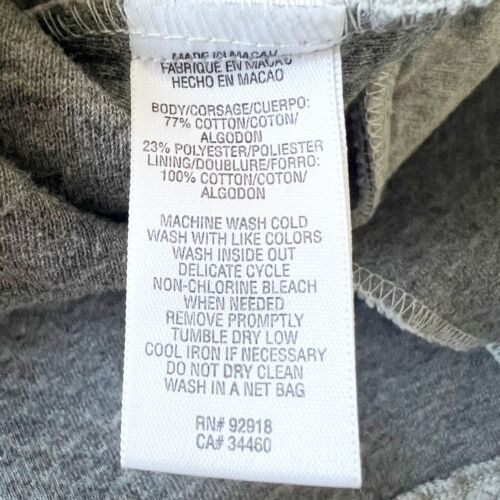 MADE IN MACAO
FABRIQUE EN MACAO
HECHO EN MACAO
BODY/CORSAGE/CUERPO:
77% COTTON/COTON/
ALGODON
23% POLYESTER/POLIESTER
LINING/DOUBLURE/FORRO:
100% COTTON/COTON/
ALGODON
MACHINE WASH COLD
WASH WITH LIKE COLORS
WASH INSIDE OUT
DELICATE CYCLE
NON-CHLORINE BLEACH
WHEN NEEDED
REMOVE PROMPTLY
TUMBLE DRY LOW
COOL IRON IF NECESSARY
DO NOT DRY CLEAN
WASH IN A NET BAG
RN# 92918
CA# 34460